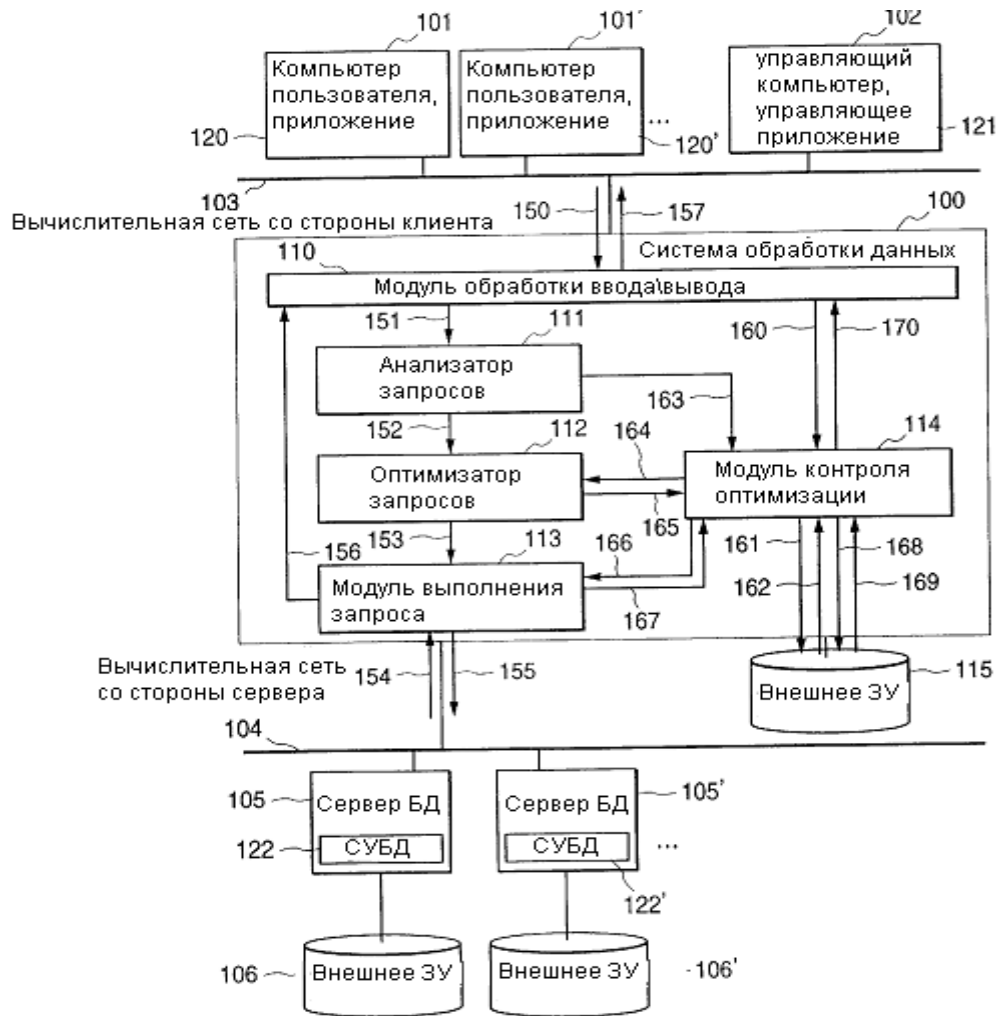 101
101'
102
Компьютер
пользователя,
приложение
120
Компьютер
пользователя,
приложение
120'
...
управляющий
компьютер,
управляющее
приложение
121
103
Вычислительная сеть со стороны клиента
150
157
100
Система обработки данных
110
Модуль обработки ввода\вывода
151
111
160
170
Анализатор
запросов
163
152
112
164
114
Оптимизатор
запросов
Модуль контроля
оптимизации
165
153
113
156
166
161
168
Модуль выполнения
запроса
167
162
169
Вычислительная сеть
со стороны сервера
154
155
115
Внешнее ЗУ
104
105
Сервер БД
Сервер БД
105'
122
СУБД
СУБД
...
122'
106
Внешнее ЗУ
Внешнее ЗУ
106'